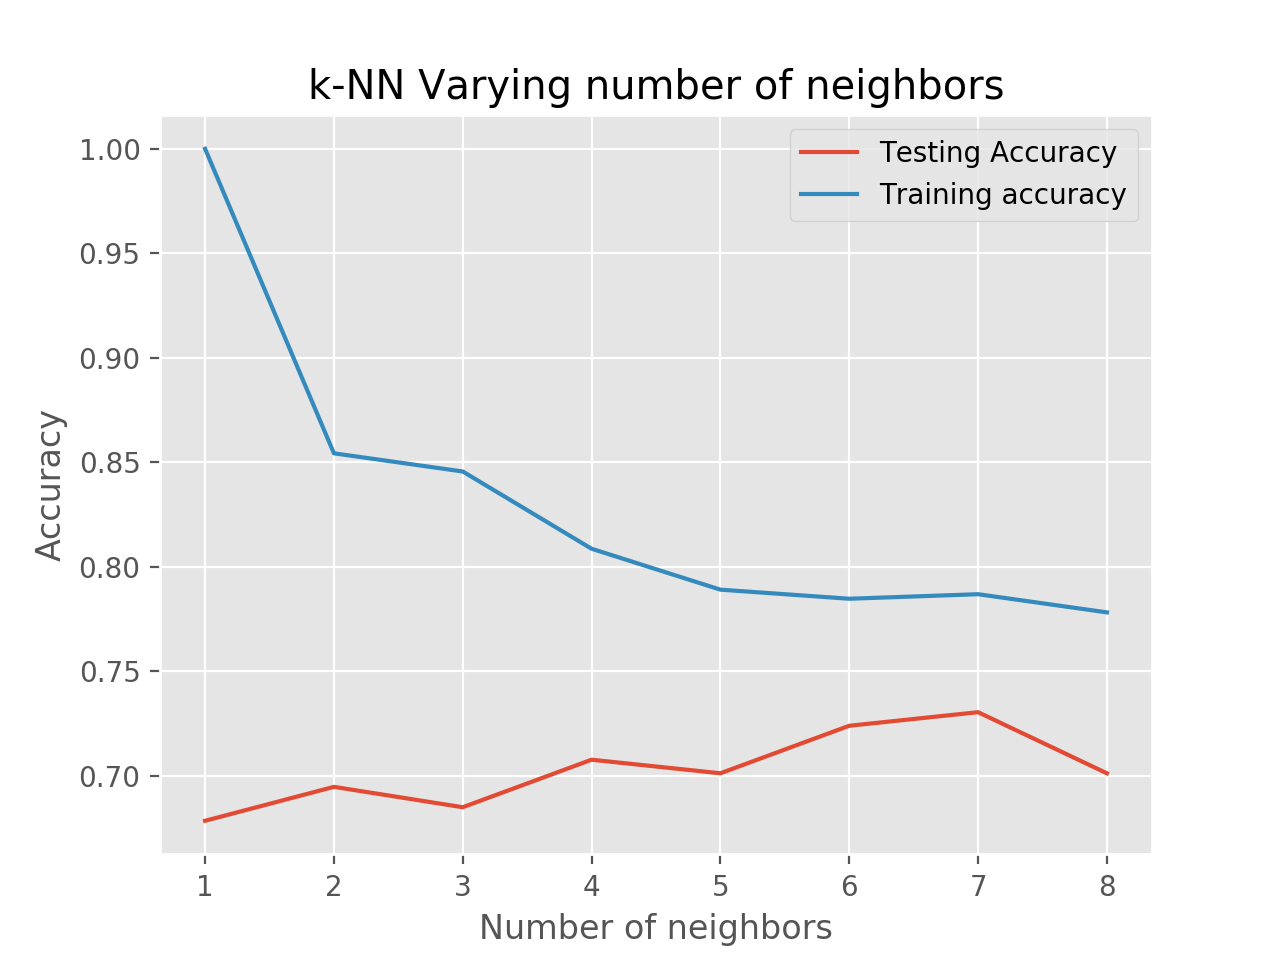 k-NN Varying number of neighbors
Testing Accuracy
Training accuracy
1.00
0.95
0.90
0.85
0.80
0.75
0.70
Accuracy
1 2 3 4 5 6 7 8
Number of neighbors